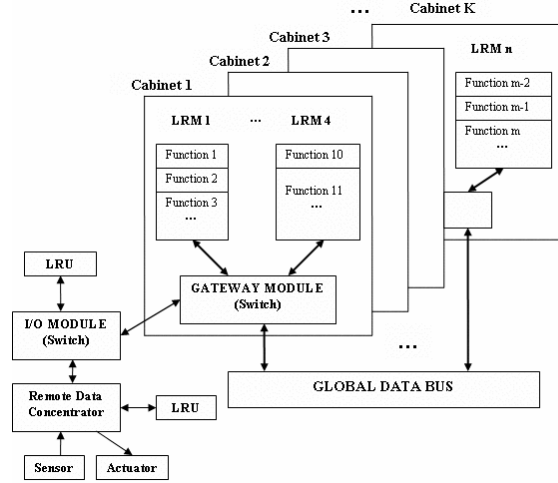 ... Cabinet K
Cabinet 3
Cabinet 2
Cabinet 1
LRM n
Function m-2
Function m-1
Function m
...
LRM 1 ... LRM 4
Function 1
Function 2
Function 3
...
Function 10
Function 11
...
GATEWAY MODULE
(Switch)
LRU
I/O MODULE
(Switch)
...
GLOBAL DATA BUS
Remote Data
Concentrator
LRU
Sensor
Actuator